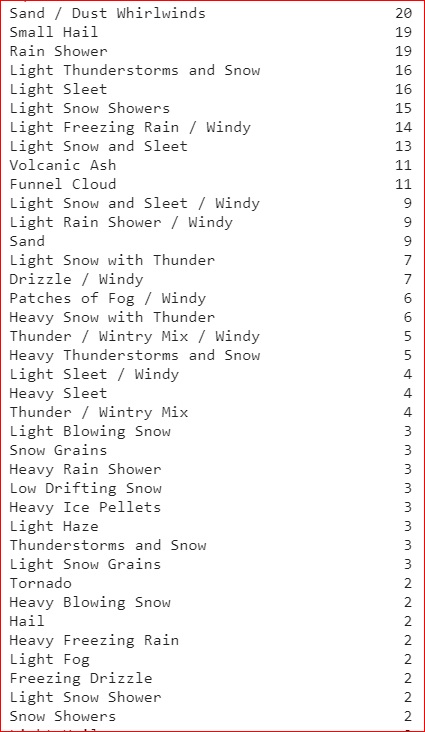 Sand / Dust Whirlwinds 20
Small Hail 19
Rain Shower 19
Light Thunderstorms and Snow 16
Light Sleet 16
Light Snow Showers 15
Light Freezing Rain / Windy 14
Light Snow and Sleet 13
Volcanic Ash 11
Funnel Cloud 11
Light Snow and Sleet / Windy 9
Light Rain Shower / Windy 9
Sand 9
Light Snow with Thunder 7
Drizzle / Windy 7
Patches of Fog / Windy 6
Heavy Snow with Thunder 6
Thunder / Wintry Mix / Windy 5
Heavy Thunderstorms and Snow 5
Light Sleet / Windy 4
Heavy Sleet 4
Thunder / Wintry Mix 4
Light Blowing Snow 3
Snow Grains 3
Heavy Rain Shower 3
Low Drifting Snow 3
Heavy Ice Pellets 3
Light Haze 3
Thunderstorms and Snow 3
Light Snow Grains 3
Tornado 2
Heavy Blowing Snow 2
Hail 2
Heavy Freezing Rain 2
Light Fog 2
Freezing Drizzle 2
Light Snow Shower 2
Snow Showers 2